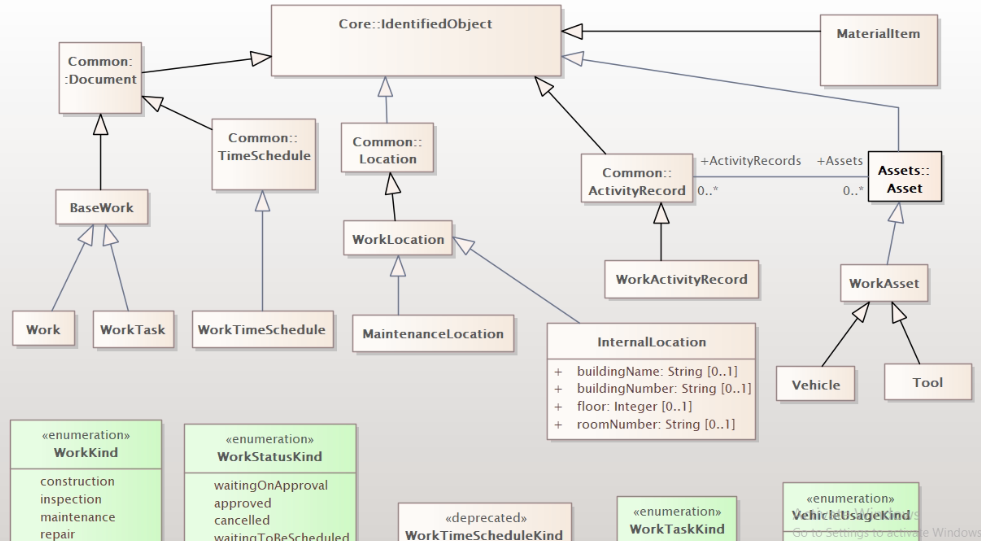 Core::IdentifiedObject
MaterialItem
Common:
:Document
Common::
TimeSchedule
Common::
Location
Common::
ActivityRecord
+ActivityRecords
+Assets
0..*
0..*
Assets::
Asset
BaseWork
WorkLocation
WorkActivityRecord
WorkAsset
Work
WorkTask
WorkTimeSchedule
MaintenanceLocation
InternalLocation
+ buildingName: String [0..1]
+ buildingNumber: String [0..1]
+ floor: Integer [0..1]
+ roomNumber: String [0..1]
Vehicle
Tool
«enumeration»
WorkKind
construction
inspection
maintenance
repair
«enumeration»
WorkStatusKind
waitingOnApproval
approved
cancelled
waitingToBeScheduled
«deprecated»
WorkTimeScheduleKind
«enumeration»
WorkTaskKind
«enumeration»
VehicleUsageKind
Activate Windows
Go to Settings to activate Windows